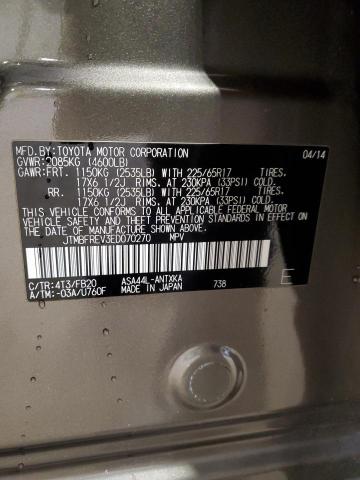 MFD.BY:TOYOTA MOTOR CORPORATION 04/14
GVWR:2085KG (4600LB)
GAWR:FRT. 1150KG (2535LB) WITH 225/65R17 TIRES.
17X6 1/2J RIMS. AT 230KPA (33PSI) COLD.
RR. 1150KG (2535LB) WITH 225/65R17 TIRES.
17X6 1/2J RIMS. AT 230KPA (33PSI) COLD.
THIS VEHICLE CONFORMS TO ALL APPLICABLE FEDERAL MOTOR
VEHICLE SAFETY AND THEFT PREVENTION STANDARDS IN
EFFECT ON THE DATE OF MANUFACTURE SHOWN ABOVE.
JTMBFREV3ED070270 MPV
C/TR:4T3/FB20 ASA44L-ANTXKA E
A/TM:-03A/U760F MADE IN JAPAN 738